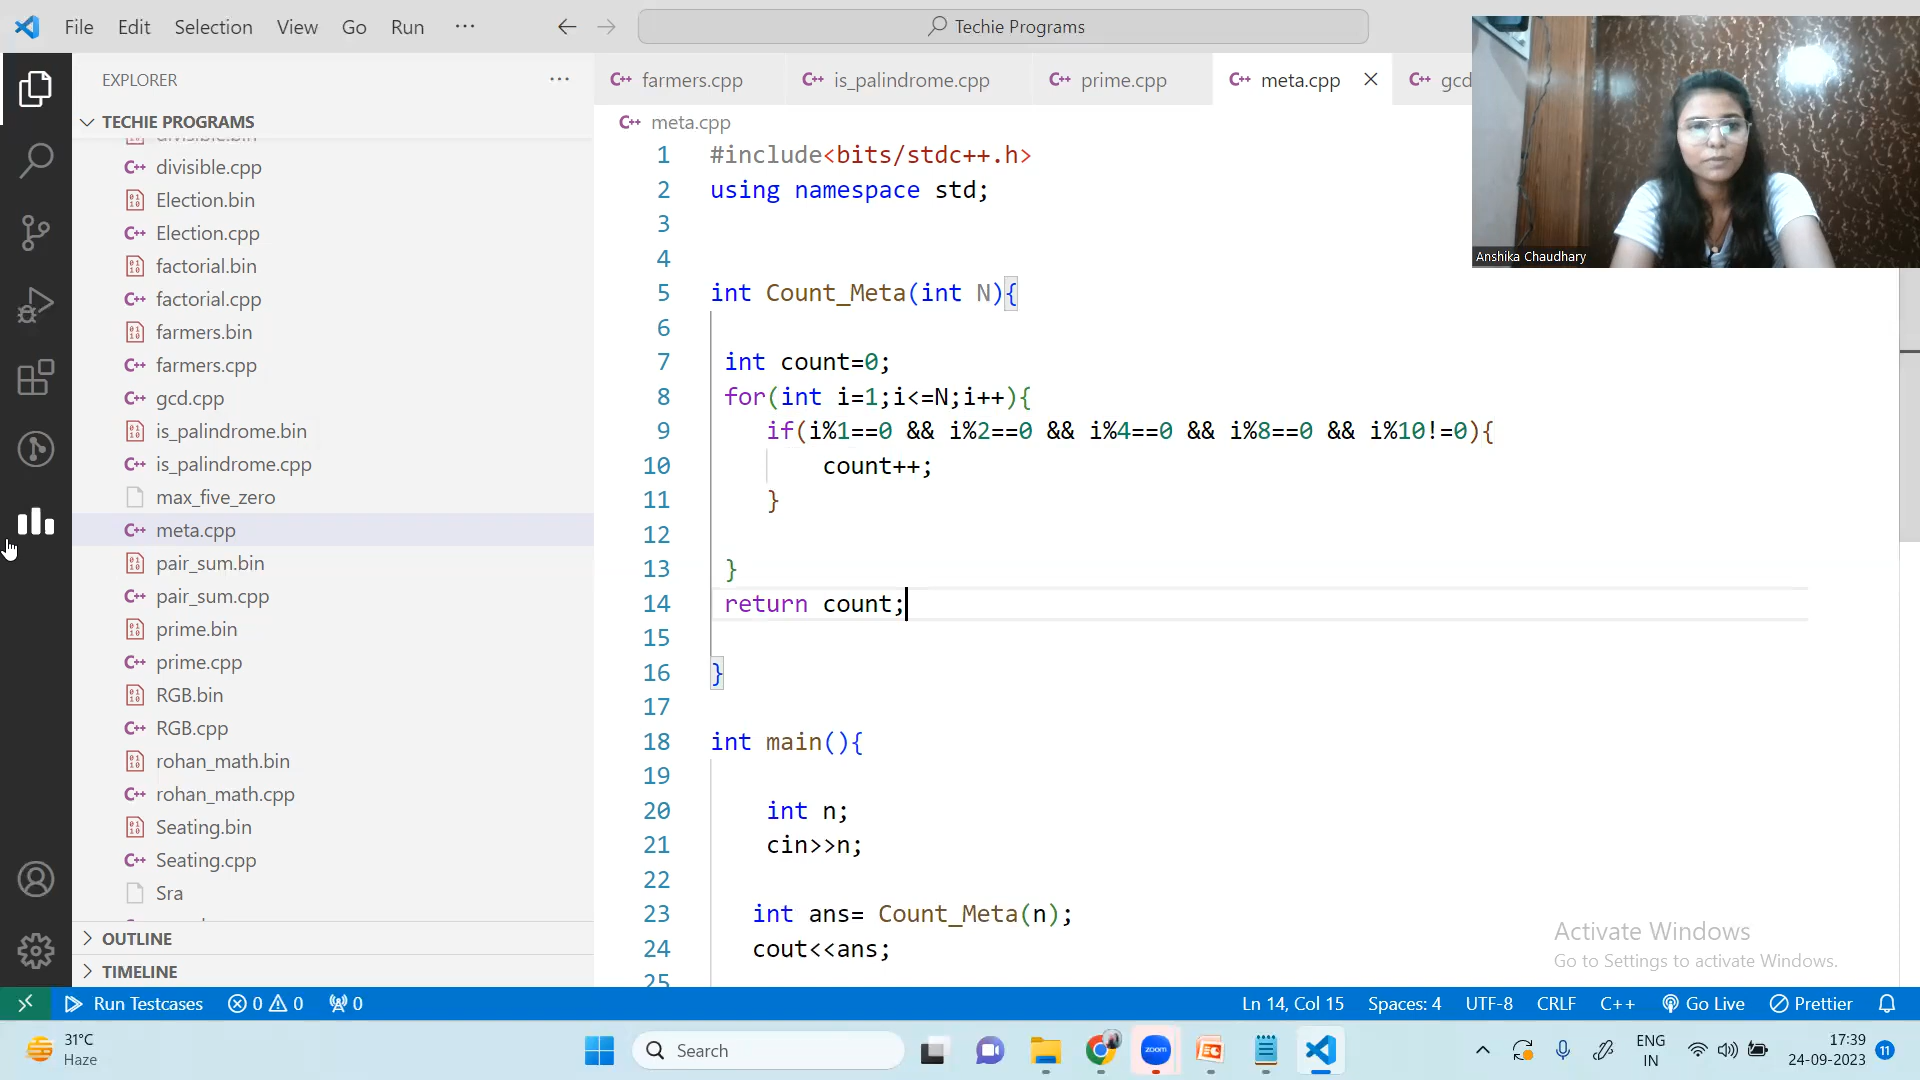 File Edit Selection View Go Run ···
Techie Programs
EXPLORER
TECHIE PROGRAMS
divisible.bin
divisible.cpp
Election.bin
Election.cpp
factorial.bin
factorial.cpp
farmers.bin
farmers.cpp
gcd.cpp
is_palindrome.bin
is_palindrome.cpp
max_five_zero
meta.cpp
pair_sum.bin
pair_sum.cpp
prime.bin
prime.cpp
RGB.bin
RGB.cpp
rohan_math.bin
rohan_math.cpp
Seating.bin
Seating.cpp
Sra
OUTLINE
TIMELINE
farmers.cpp is_palindrome.cpp prime.cpp meta.cpp gcd
meta.cpp
1 #include<bits/stdc++.h>
2 using namespace std;
3
4
5 int Count_Meta(int N){
6
7 int count=0;
8 for(int i=1;i<=N;i++){
9 if(i%1==0 && i%2==0 && i%4==0 && i%8==0 && i%10!=0){
10 count++;
11 }
12
13 }
14 return count;
15
16 }
17
18 int main(){
19
20 int n;
21 cin>>n;
22
23 int ans= Count_Meta(n);
24 cout<<ans;
25
Anshika Chaudhary
Activate Windows
Go to Settings to activate Windows.
Run Testcases 0 0 0 Ln 14, Col 15 Spaces: 4 UTF-8 CRLF C++ Go Live Prettier
31°C
Haze
Search
zoom
ENG
IN
17:39
24-09-2023
11